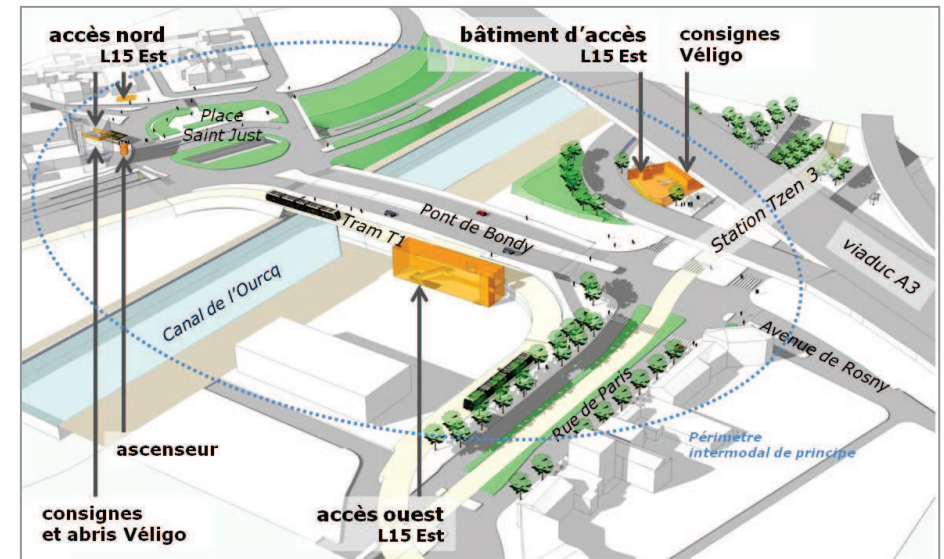 accès nord
L15 Est
bâtiment d'accès
L15 Est
consignes
Véligo
Place
Saint Just
Tram T1
Pont de Bondy
Station Tzen 3
viaduc A3
Canal de l'Ourcq
Avenue de Rosny
Rue de Paris
Périmètre
intermodal de principe
ascenseur
consignes
et abris Véligo
accès ouest
L15 Est